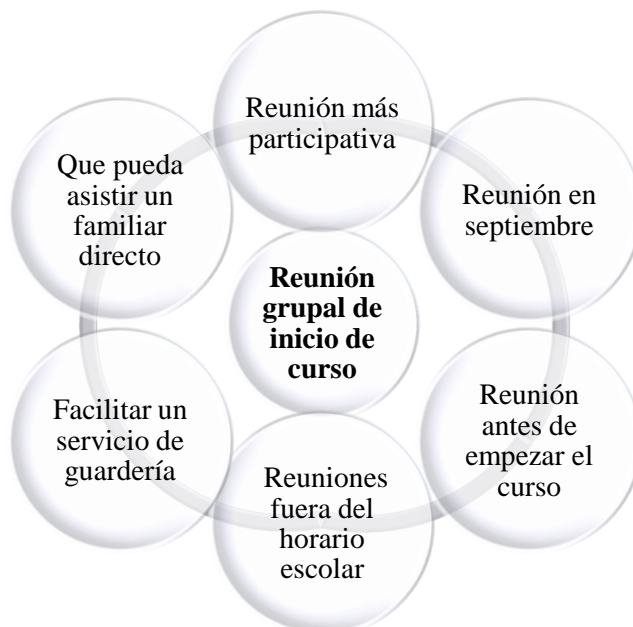 Reunión más
participativa
Reunión en
septiembre
Reunión
antes de
empezar el
curso
Reuniones
fuera del
horario
escolar
Facilitar un
servicio de
guardería
Que pueda
asistir un
familiar
directo
Reunión
grupal de
inicio de
curso